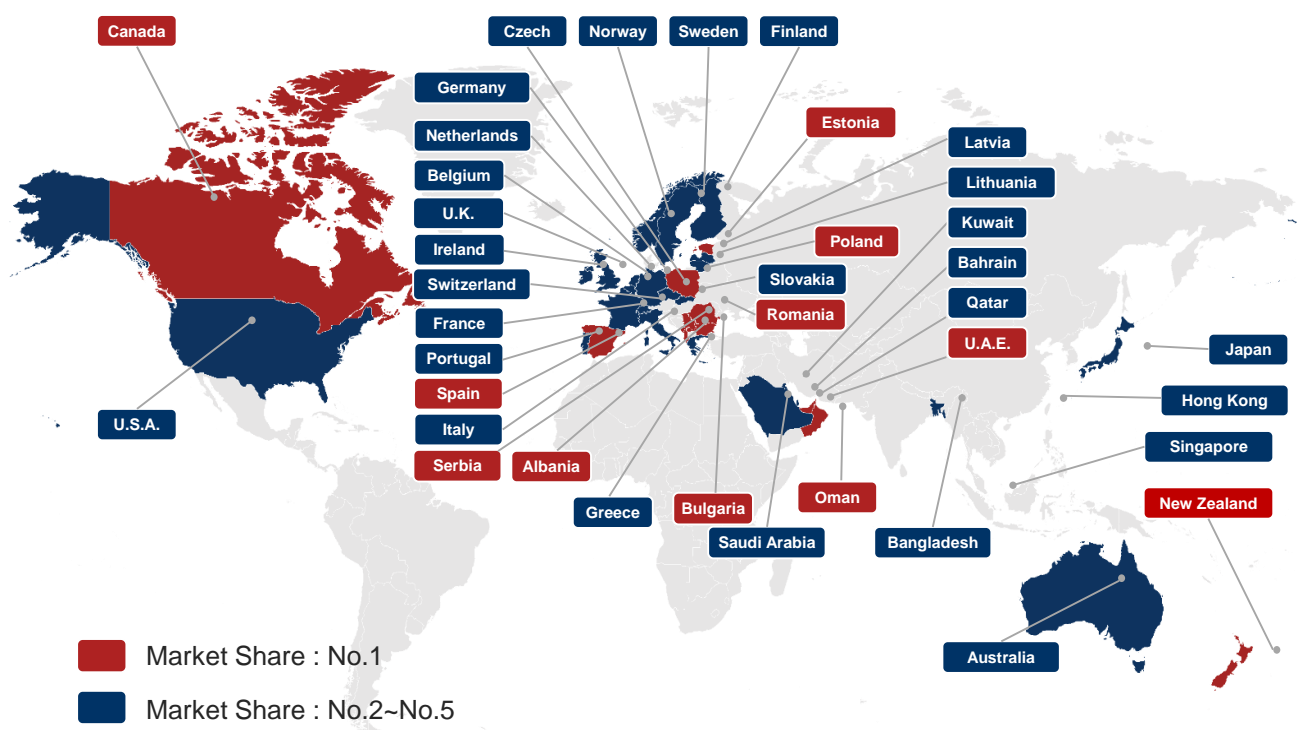 Canada
Czech
Norway
Sweden
Finland
Germany
Netherlands
Belgium
U.K.
Ireland
Switzerland
France
Portugal
Spain
Italy
Serbia
Albania
Greece
Bulgaria
Estonia
Latvia
Lithuania
Kuwait
Poland
Bahrain
Slovakia
Qatar
Romania
U.A.E.
Japan
Hong Kong
Singapore
New Zealand
Oman
Saudi Arabia
Bangladesh
Australia
U.S.A.
Market Share : No.1
Market Share : No.2~No.5